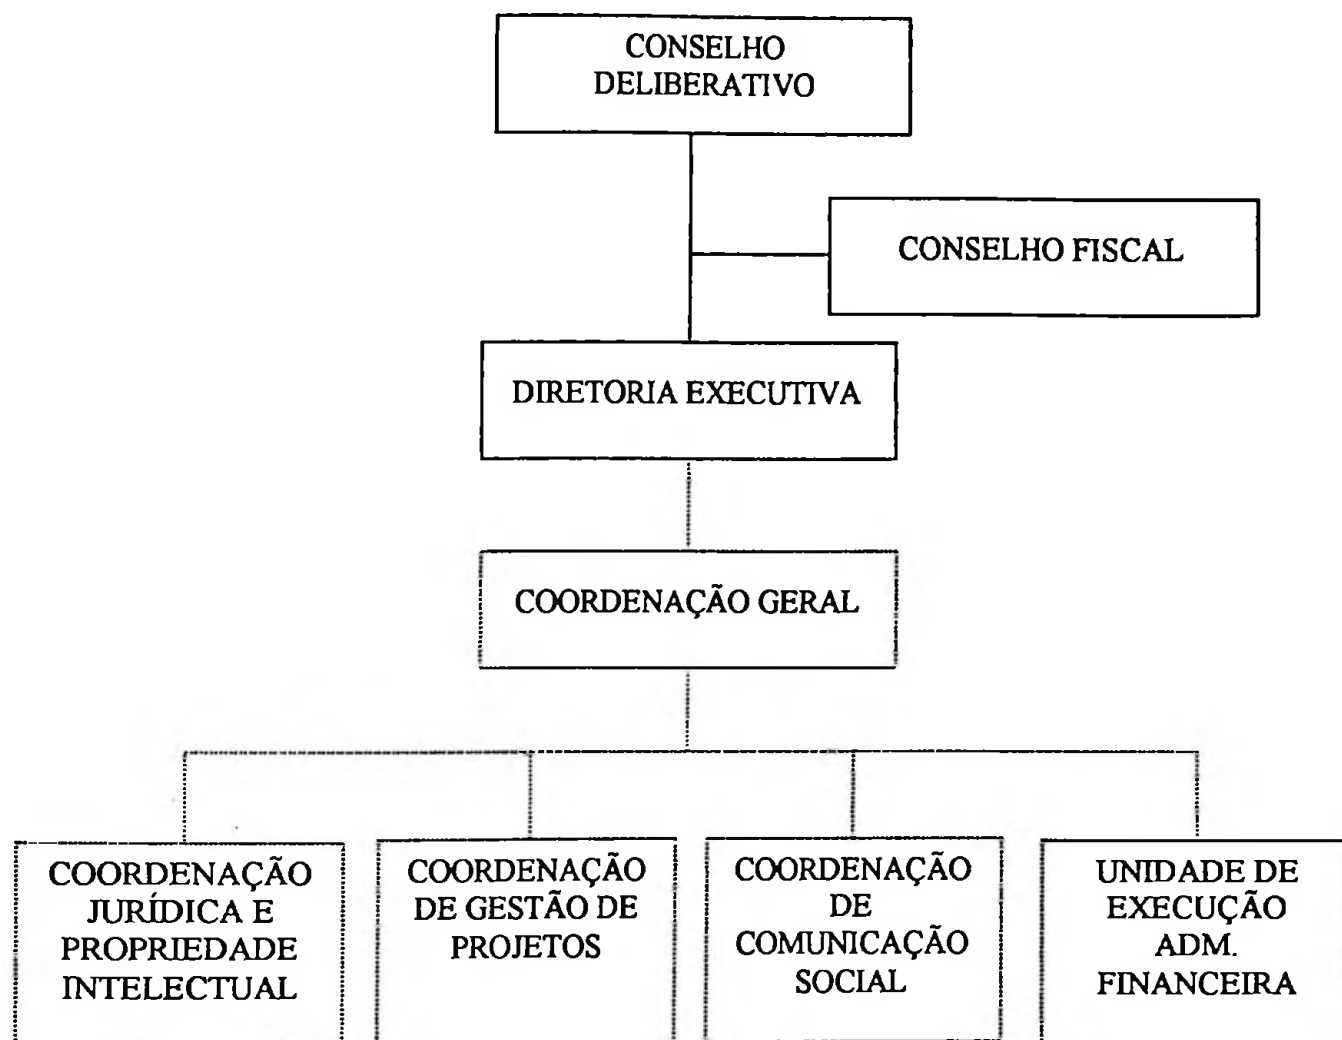 CONSELHO
DELIBERATIVO
CONSELHO FISCAL
DIRETORIA EXECUTIVA
COORDENAÇÃO GERAL
COORDENAÇÃO
JURÍDICA E
PROPRIEDADE
INTELECTUAL
COORDENAÇÃO
DE GESTÃO DE
PROJETOS
COORDENAÇÃO
DE
COMUNICAÇÃO
SOCIAL
UNIDADE DE
EXECUÇÃO
ADM.
FINANCEIRA